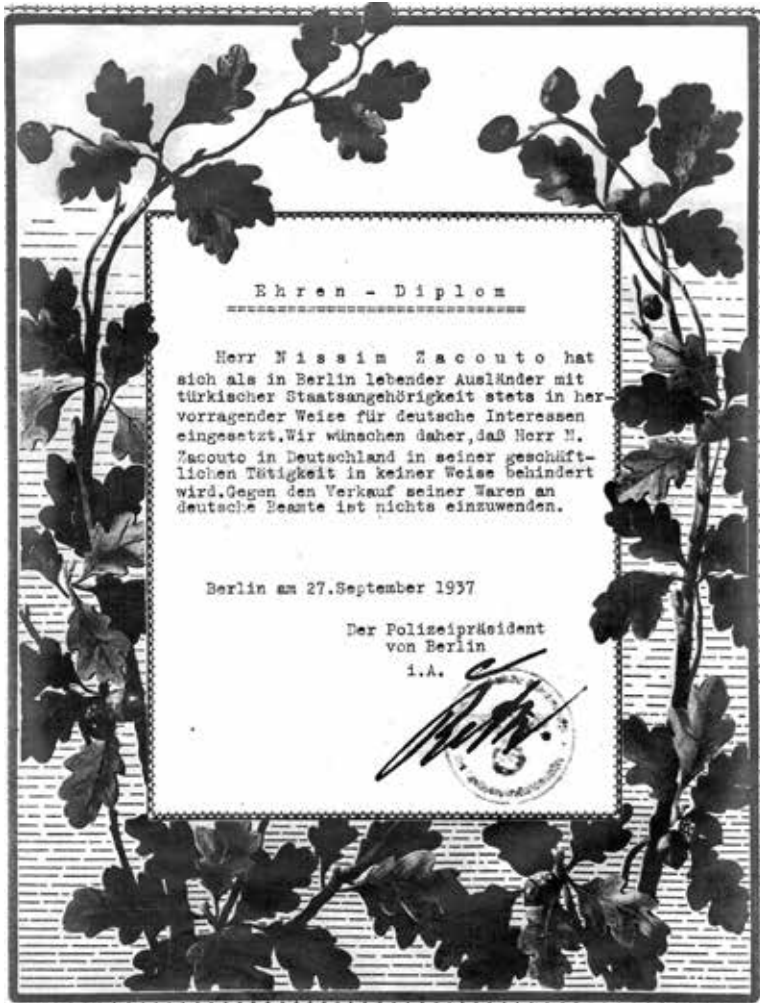 Ehren - Diplom
Herr Nissim Zacouto hat
sich als in Berlin lebender Ausländer mit
türkischer Staatsangehörigkeit stets in her-
vorragender Weise für deutsche Interessen
eingesetzt.Wir wünschen daher,daß Herr N.
Zacouto in Deutschland in seiner geschäft-
lichen Tätigkeit in keiner Weise behindert
wird.Gegen den Verkauf seiner Waren an
deutsche Beamte ist nichts einzuwenden.
Berlin am 27.September 1937
Der Polizeipräsident
von Berlin
i.A.